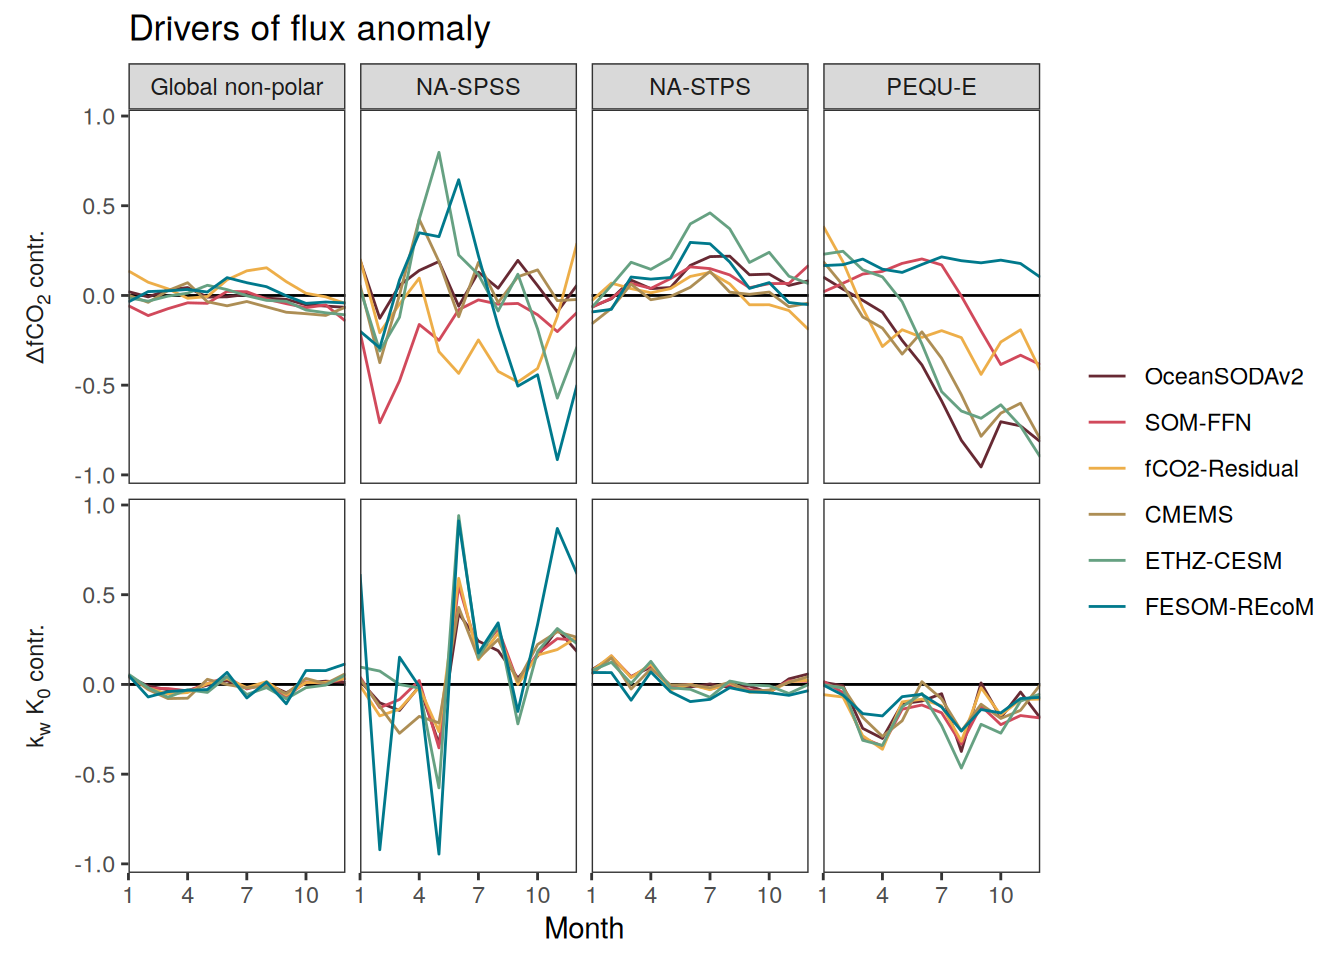 Drivers of flux anomaly
Global non-polar
NA-SPSS
NA-STPS
PEQU-E
ΔfCO₂ contr.
1.0
0.5
0.0
-0.5
-1.0
k_w K₀ contr.
1.0
0.5
0.0
-0.5
-1.0
1 4 7 10
1 4 7 10
1 4 7 10
1 4 7 10
Month
OceanSODAv2
SOM-FFN
fCO2-Residual
CMEMS
ETHZ-CESM
FESOM-REcoM